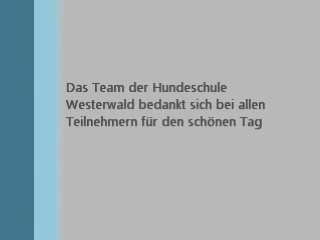 Das Team der Hundeschule
Westerwald bedankt sich bei allen
Teilnehmern für den schönen Tag